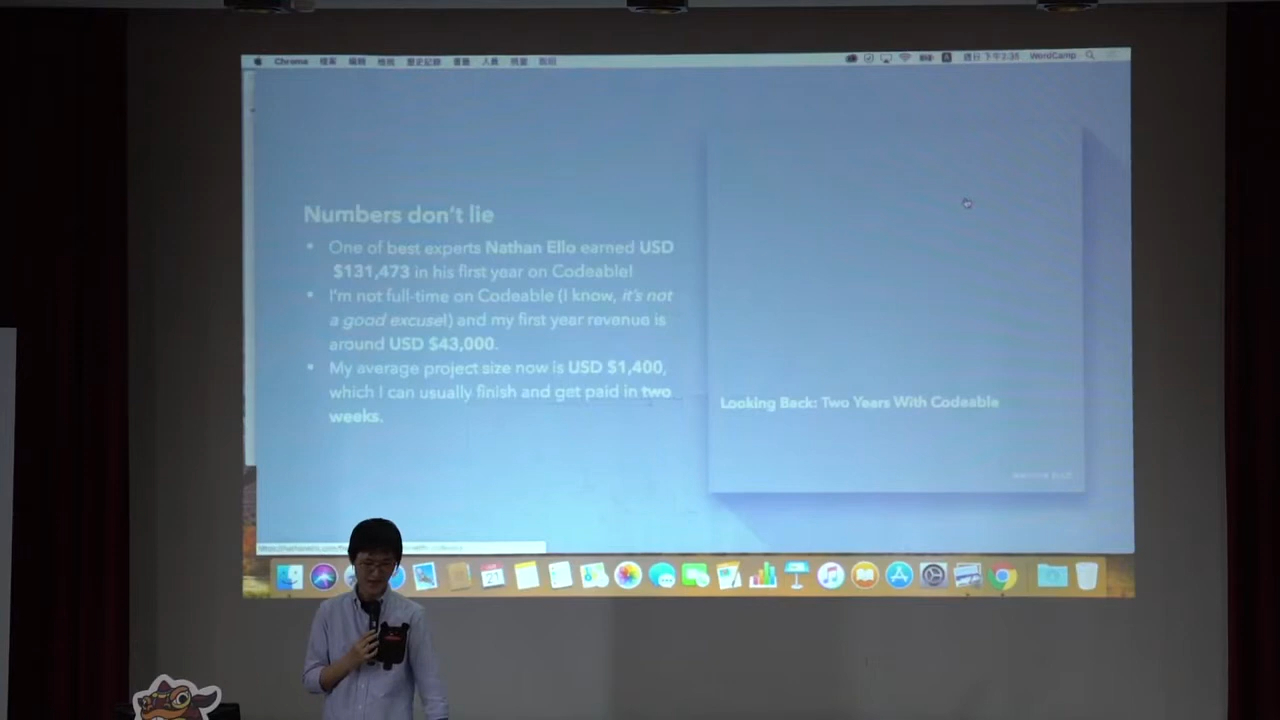 Chrome 檔案 編輯 檢視 歷史記錄 書籤 人員 視窗 說明
下午2:35 WordCamp
Numbers don't lie
• One of best experts Nathan Ello earned USD
$131,473 in his first year on Codeable!
• I'm not full-time on Codeable (I know, it's not
a good excuse!) and my first year revenue is
around USD $43,000.
• My average project size now is USD $1,400,
which I can usually finish and get paid in two
weeks.
Looking Back: Two Years With Codeable
21